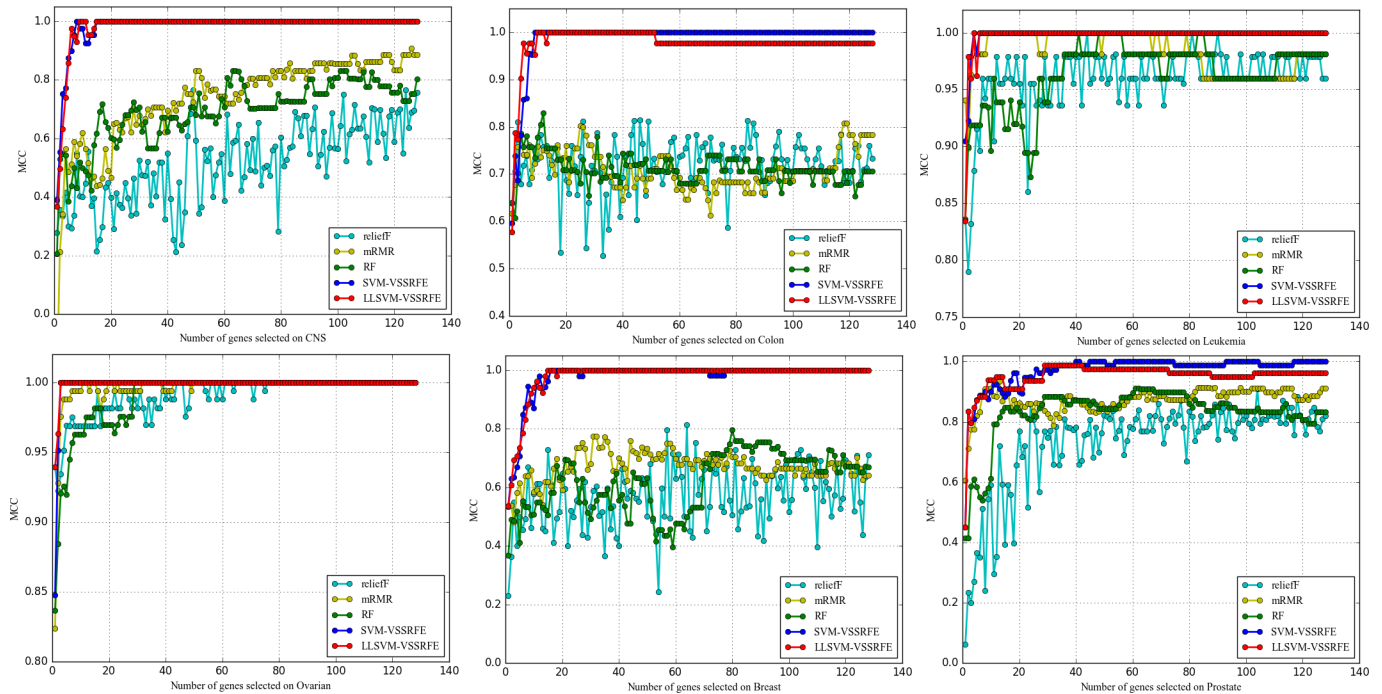 1.0
0.8
0.6
0.4
0.2
0.0
MCC
0 20 40 60 80 100 120 140
Number of genes selected on CNS
reliefF
mRMR
RF
SVM-VSSRFE
LLSVM-VSSRFE
1.0
0.9
0.8
0.7
0.6
0.5
0.4
MCC
0 20 40 60 80 100 120 140
Number of genes selected on Colon
reliefF
mRMR
RF
SVM-VSSRFE
LLSVM-VSSRFE
1.00
0.95
0.90
0.85
0.80
0.75
MCC
0 20 40 60 80 100 120 140
Number of genes selected on Leukemia
reliefF
mRMR
RF
SVM-VSSRFE
LLSVM-VSSRFE
1.00
0.95
0.90
0.85
0.80
MCC
0 20 40 60 80 100 120 140
Number of genes selected on Ovarian
reliefF
mRMR
RF
SVM-VSSRFE
LLSVM-VSSRFE
1.0
0.8
0.6
0.4
0.2
0.0
MCC
0 20 40 60 80 100 120 140
Number of genes selected on Breast
reliefF
mRMR
RF
SVM-VSSRFE
LLSVM-VSSRFE
1.0
0.8
0.6
0.4
0.2
0.0
MCC
0 20 40 60 80 100 120 140
Number of genes selected on Prostate
reliefF
mRMR
RF
SVM-VSSRFE
LLSVM-VSSRFE